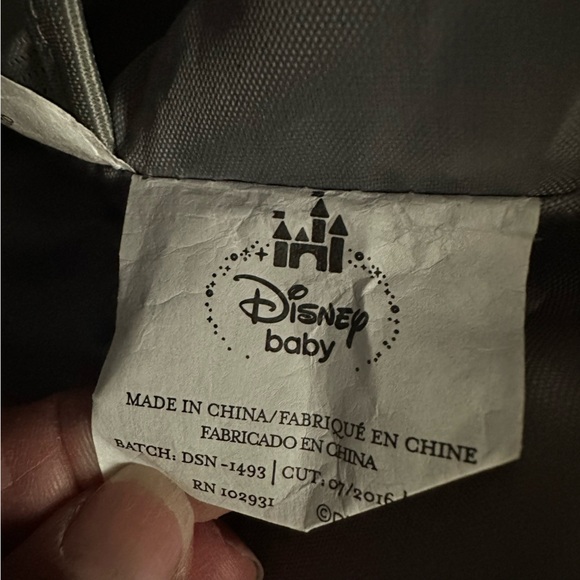 Disney
baby
MADE IN CHINA/FABRIQUÉ EN CHINE
FABRICADO EN CHINA
BATCH: DSN-1493 | CUT: 07/2016 |
RN 102931
©D